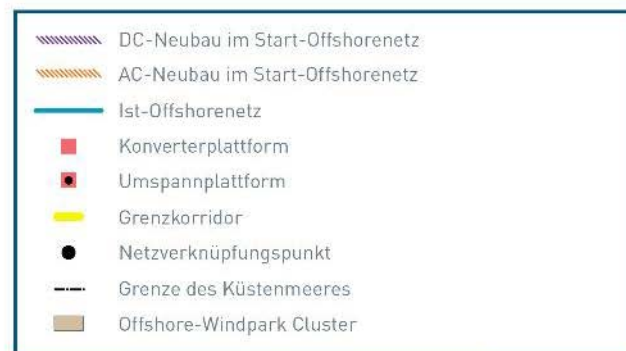 DC-Neubau im Start-Offshorenetz
AC-Neubau im Start-Offshorenetz
Ist-Offshorenetz
Konverterplattform
Umspannplattform
Grenzkorridor
Netzverknüpfungspunkt
Grenze des Küstenmeeres
Offshore-Windpark Cluster